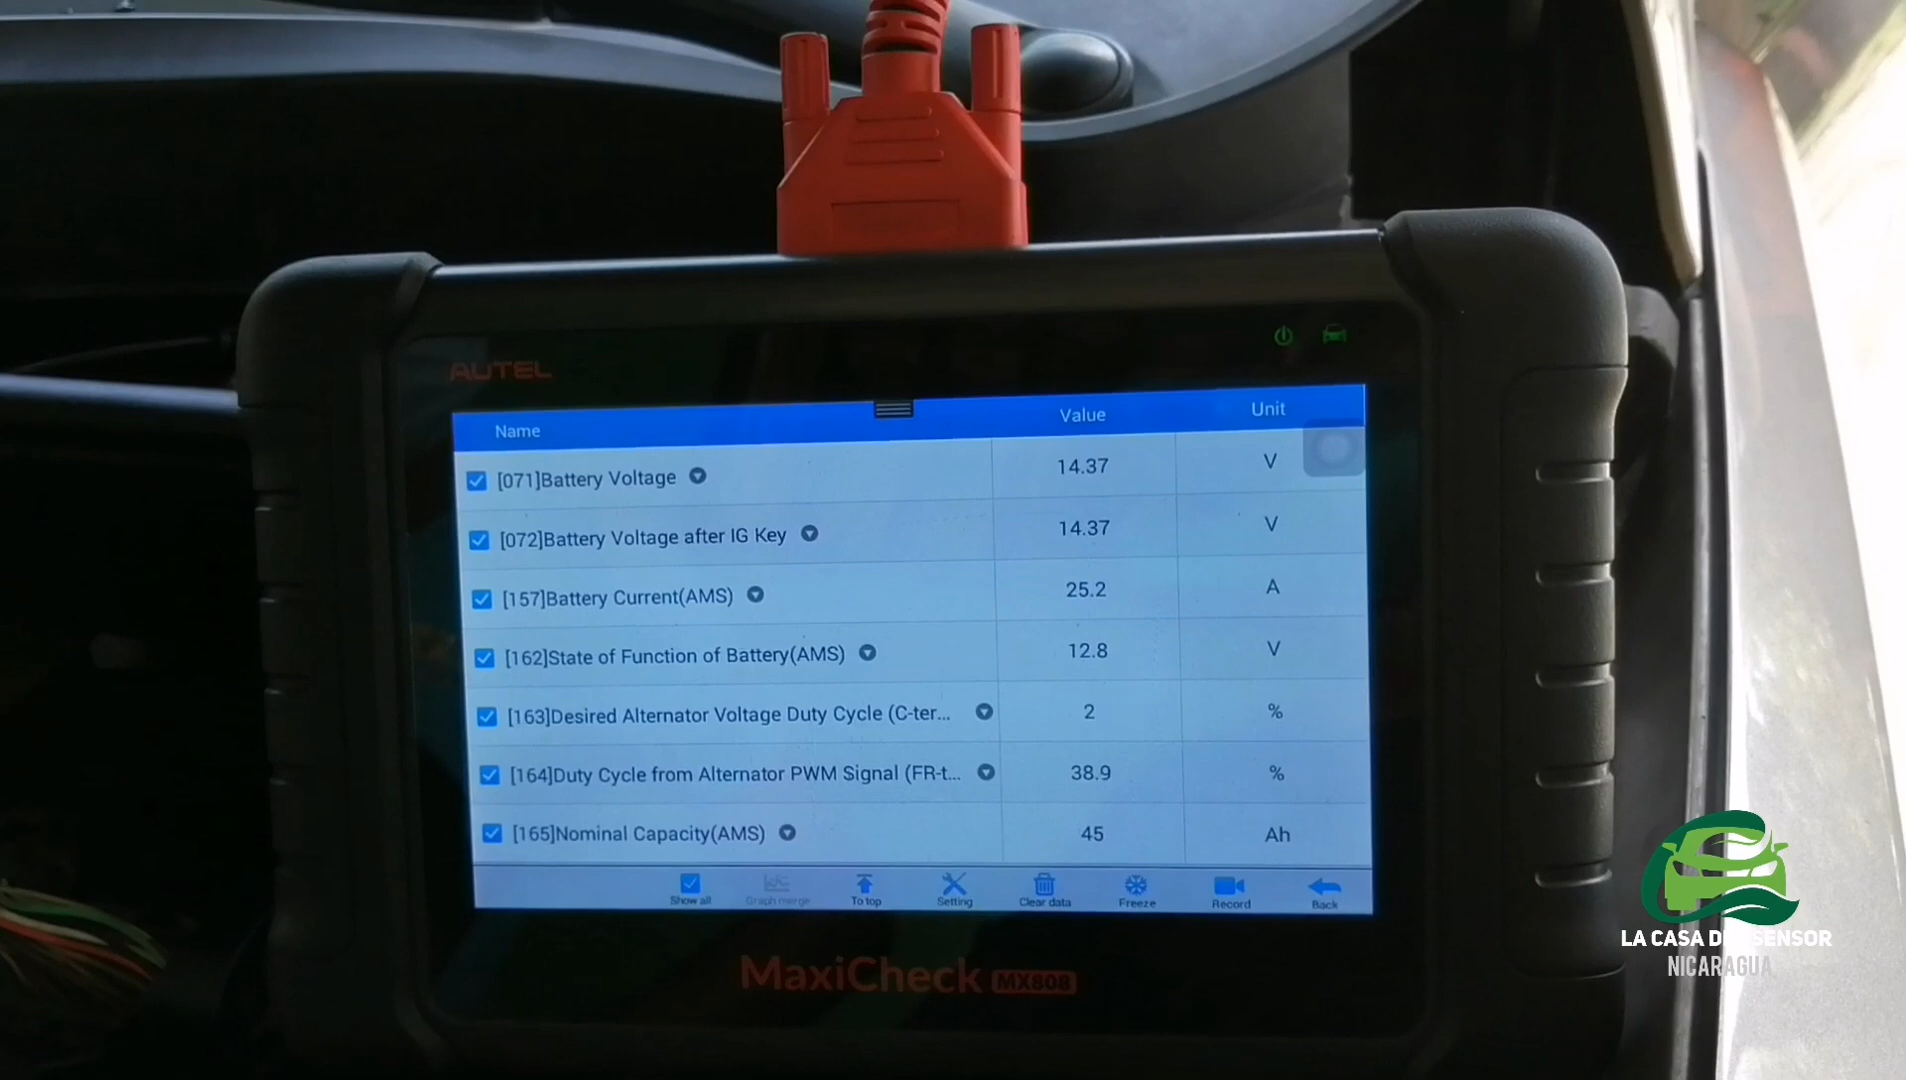 AUTEL
Name Value Unit
[071]Battery Voltage 14.37 V
[072]Battery Voltage after IG Key 14.37 V
[157]Battery Current(AMS) 25.2 A
[162]State of Function of Battery(AMS) 12.8 V
[163]Desired Alternator Voltage Duty Cycle (C-ter... 2 %
[164]Duty Cycle from Alternator PWM Signal (FR-t... 38.9 %
[165]Nominal Capacity(AMS) 45 Ah
Show all Graph merge To top Setting Clear data Freeze Record Back
MaxiCheck MX808
LA CASA DEL SENSOR
NICARAGUA